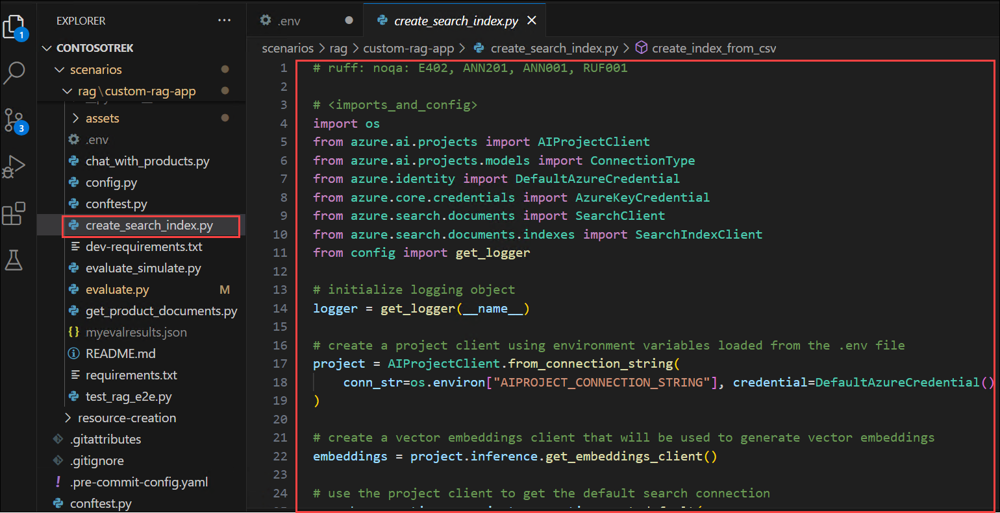 EXPLORER
CONTOSOTREK
scenarios
rag\custom-rag-app
assets
.env
chat_with_products.py
config.py
conftest.py
create_search_index.py
dev-requirements.txt
evaluate_simulate.py
evaluate.py M
get_product_documents.py
myevalresults.json
README.md
requirements.txt
test_rag_e2e.py
resource-creation
.gitattributes
.gitignore
.pre-commit-config.yaml
conftest.py
1
3
.env
create_search_index.py
scenarios > rag > custom-rag-app > create_search_index.py > create_index_from_csv
1 # ruff: noqa: E402, ANN201, ANN001, RUF001
2
3 # <imports_and_config>
4 import os
5 from azure.ai.projects import AIProjectClient
6 from azure.ai.projects.models import ConnectionType
7 from azure.identity import DefaultAzureCredential
8 from azure.core.credentials import AzureKeyCredential
9 from azure.search.documents import SearchClient
10 from azure.search.documents.indexes import SearchIndexClient
11 from config import get_logger
12
13 # initialize logging object
14 logger = get_logger(__name__)
15
16 # create a project client using environment variables loaded from the .env file
17 project = AIProjectClient.from_connection_string(
18 conn_str=os.environ["AIPROJECT_CONNECTION_STRING"], credential=DefaultAzureCredential()
19 )
20
21 # create a vector embeddings client that will be used to generate vector embeddings
22 embeddings = project.inference.get_embeddings_client()
23
24 # use the project client to get the default search connection